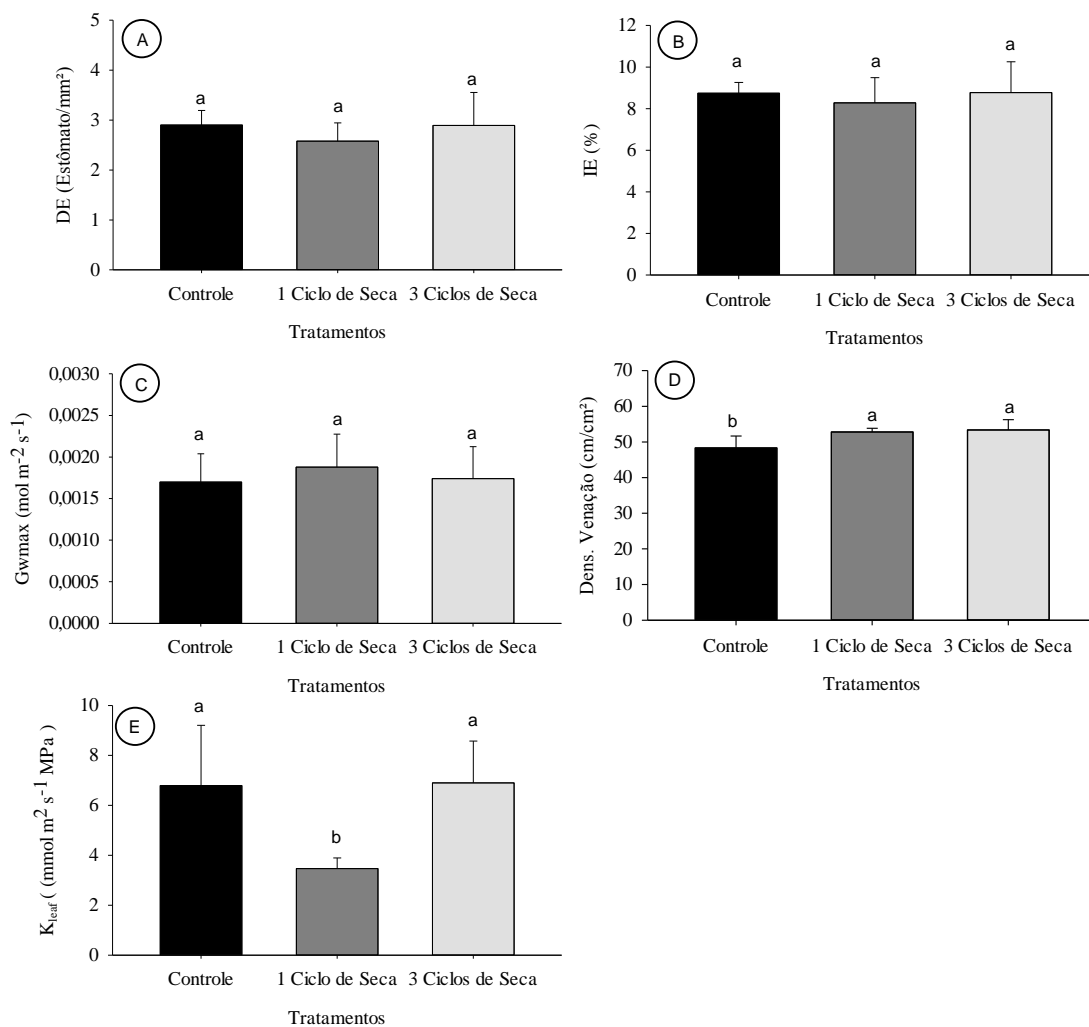 A
DE (Estômato/mm²)
5
4
3
2
1
0
a
a
a
Controle
1 Ciclo de Seca
3 Ciclos de Seca
Tratamentos
B
IE (%)
12
10
8
6
4
2
0
a
a
a
Controle
1 Ciclo de Seca
3 Ciclos de Seca
Tratamentos
C
Gwmax (mol m⁻² s⁻¹)
0,0030
0,0025
0,0020
0,0015
0,0010
0,0005
0,0000
a
a
a
Controle
1 Ciclo de Seca
3 Ciclos de Seca
Tratamentos
D
Dens. Venação (cm/cm²)
70
60
50
40
30
20
10
0
b
a
a
Controle
1 Ciclo de Seca
3 Ciclos de Seca
Tratamentos
E
Kleaf ( (mmol m² s⁻¹ MPa)
10
8
6
4
2
0
a
b
a
Controle
1 Ciclo de Seca
3 Ciclos de Seca
Tratamentos